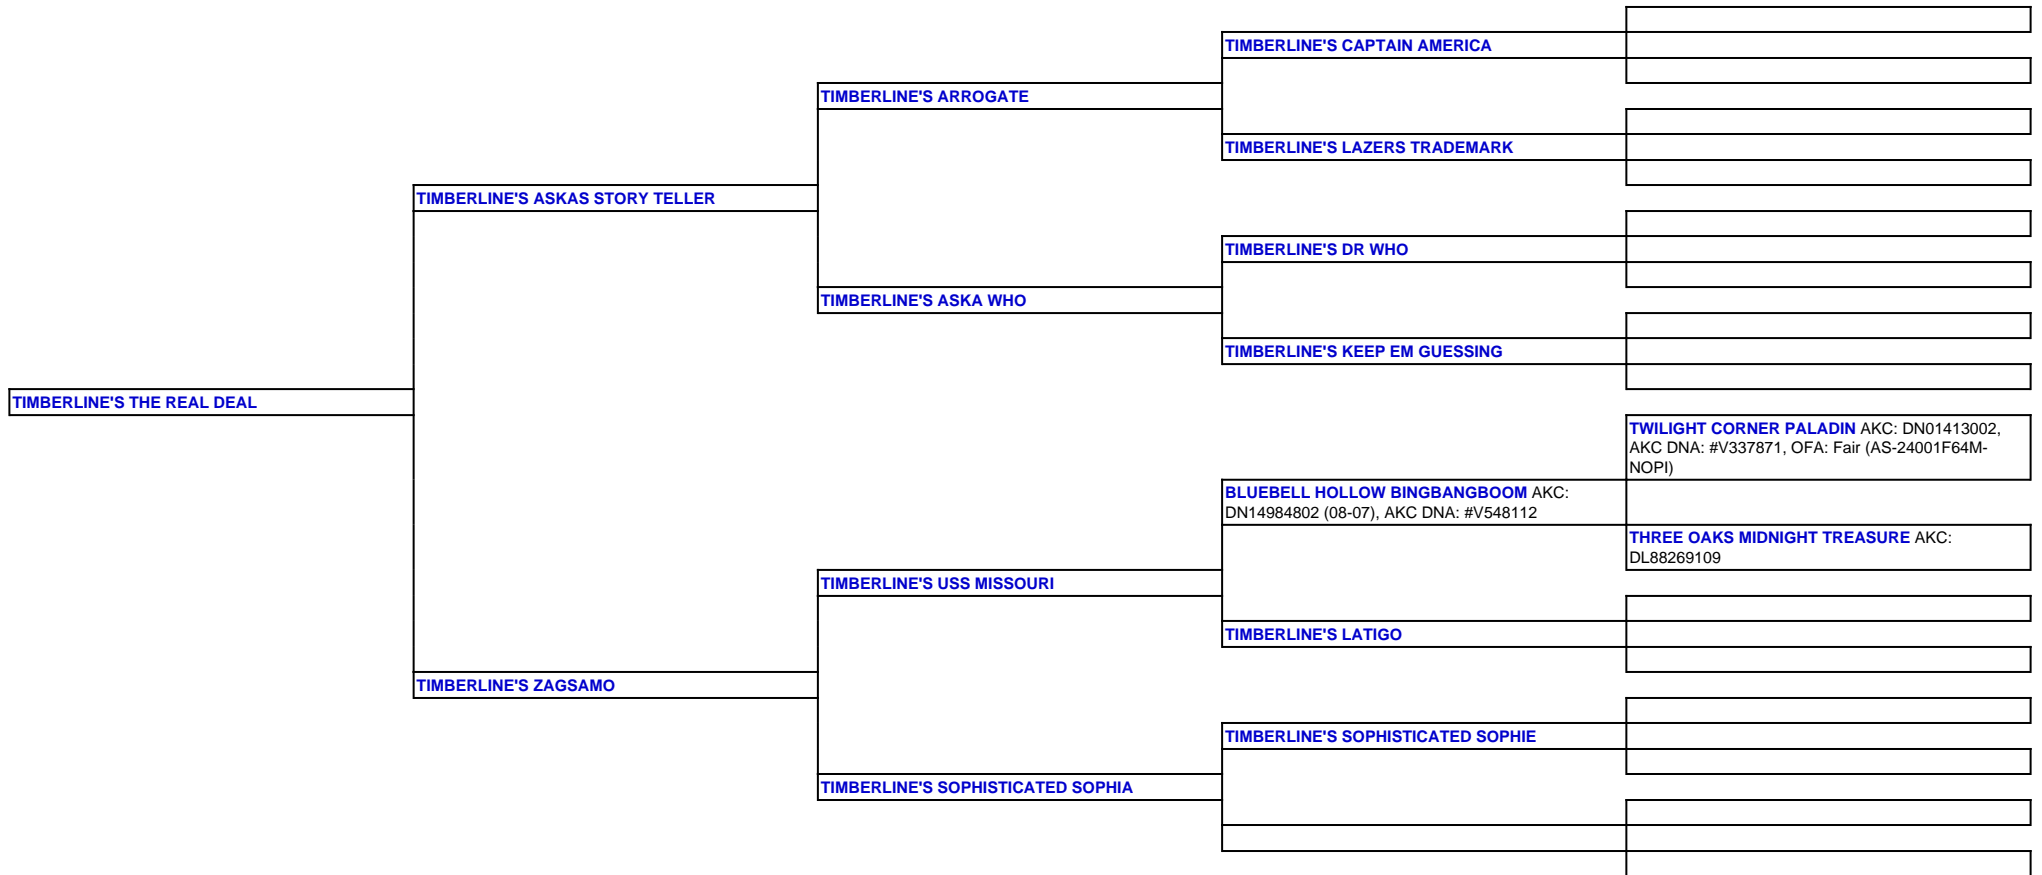 TIMBERLINE'S CAPTAIN AMERICA
TIMBERLINE'S ARROGATE
TIMBERLINE'S LAZERS TRADEMARK
TIMBERLINE'S ASKAS STORY TELLER
TIMBERLINE'S DR WHO
TIMBERLINE'S ASKA WHO
TIMBERLINE'S KEEP EM GUESSING
TIMBERLINE'S THE REAL DEAL
TWILIGHT CORNER PALADIN AKC: DN01413002,
AKC DNA: #V337871, OFA: Fair (AS-24001F64M-
NOPI)
BLUEBELL HOLLOW BINGBANGBOOM AKC:
DN14984802 (08-07), AKC DNA: #V548112
THREE OAKS MIDNIGHT TREASURE AKC:
DL88269109
TIMBERLINE'S USS MISSOURI
TIMBERLINE'S LATIGO
TIMBERLINE'S ZAGSAMO
TIMBERLINE'S SOPHISTICATED SOPHIE
TIMBERLINE'S SOPHISTICATED SOPHIA